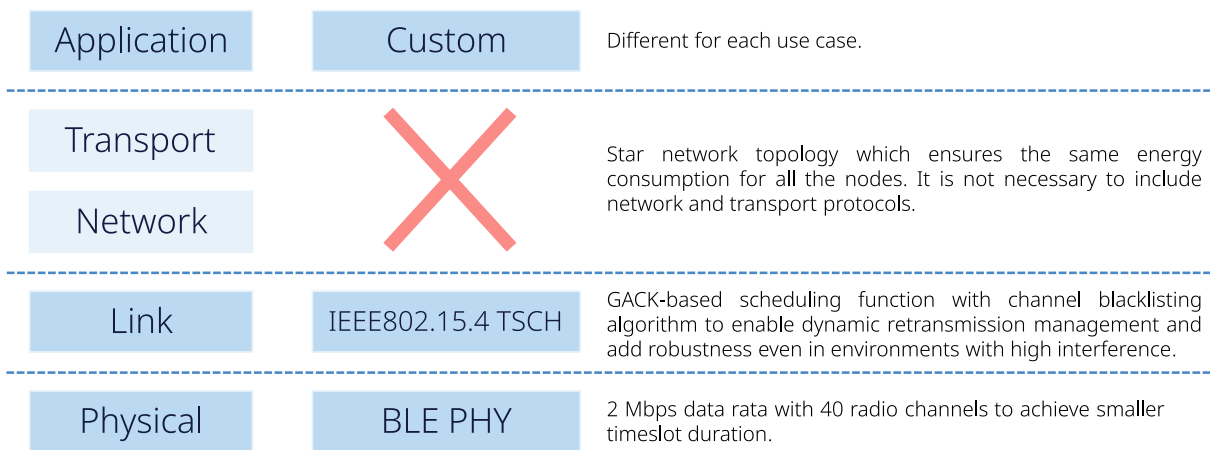 Application
Custom
Different for each use case.
Transport
Network
Star network topology which ensures the same energy
consumption for all the nodes. It is not necessary to include
network and transport protocols.
Link
IEEE802.15.4 TSCH
GACK-based scheduling function with channel blacklisting
algorithm to enable dynamic retransmission management and
add robustness even in environments with high interference.
Physical
BLE PHY
2 Mbps data rata with 40 radio channels to achieve smaller
timeslot duration.